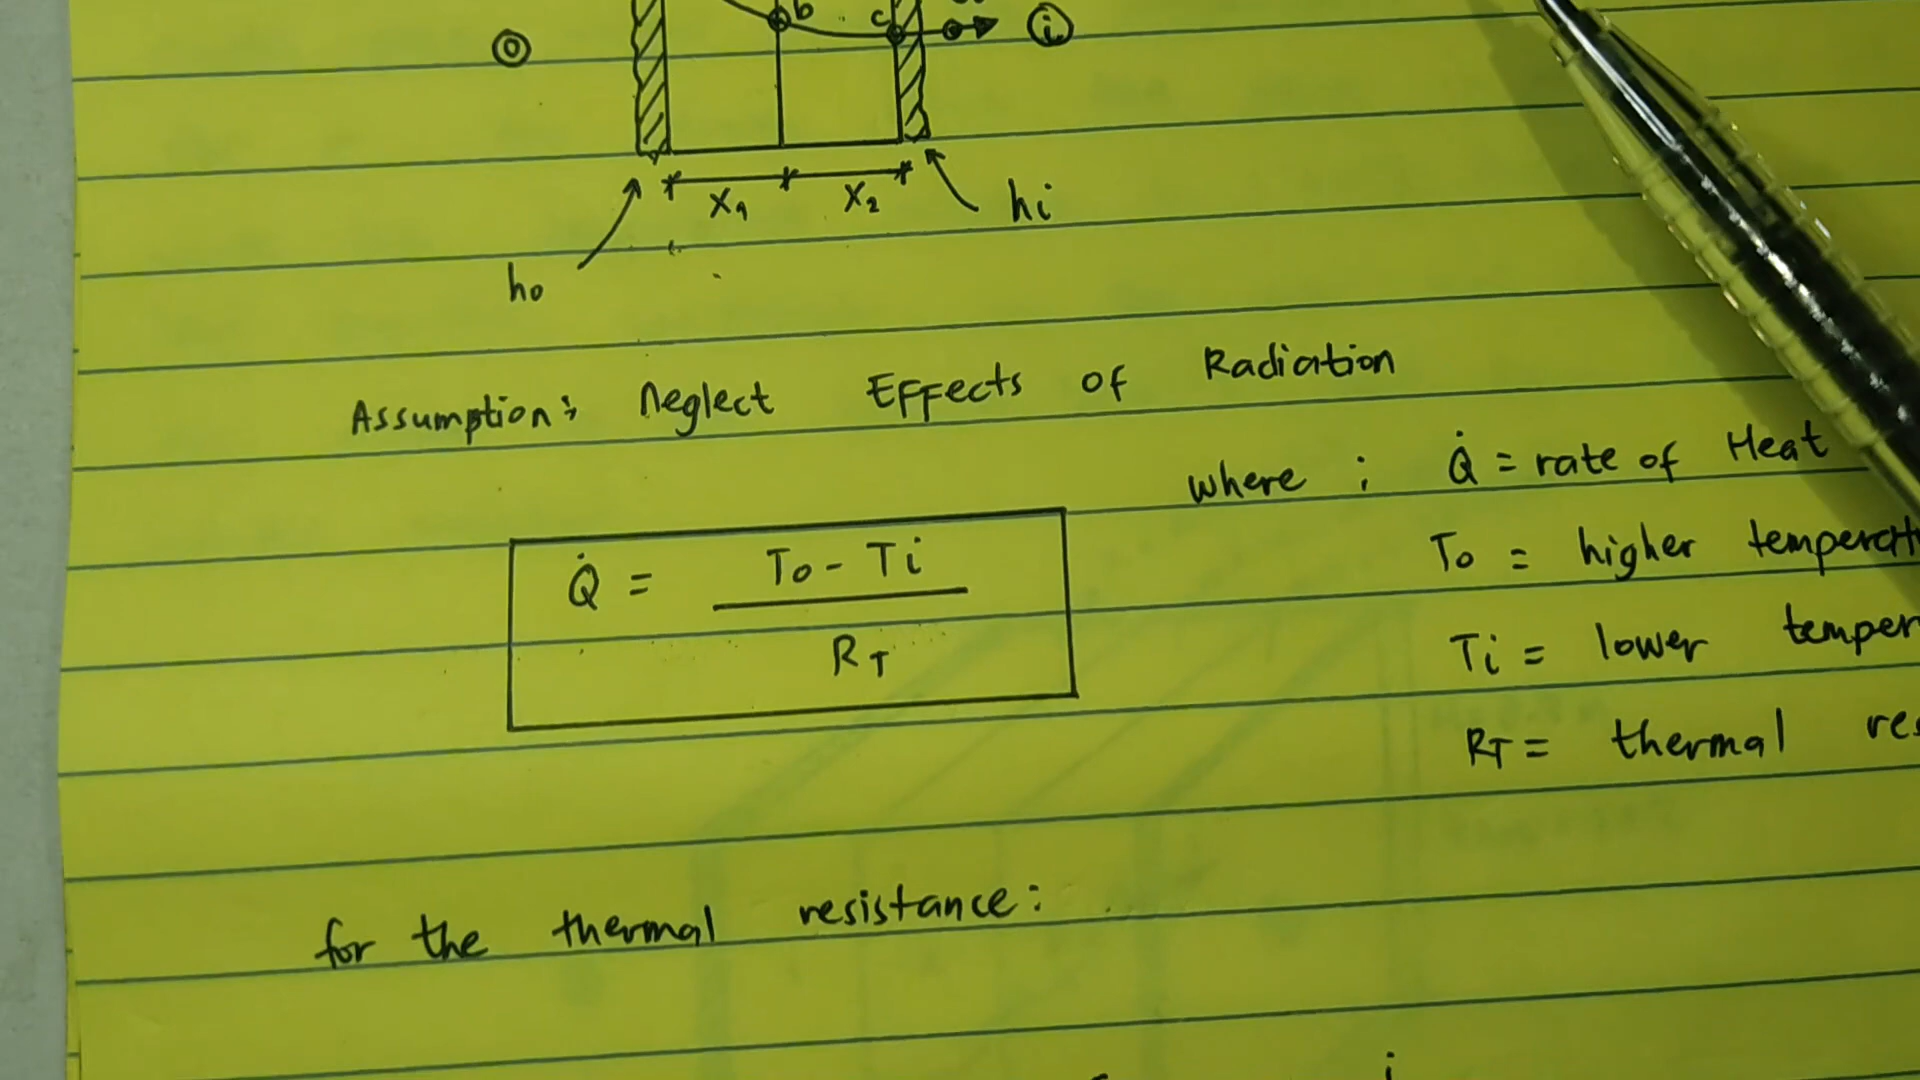 b c
o i
x1 x2 hi
ho
Assumption: Neglect Effects of Radiation
where ; Q̇ = rate of Heat
Q̇ = To - Ti / RT
To = higher
Ti = lower
RT = thermal
for the thermal resistance: